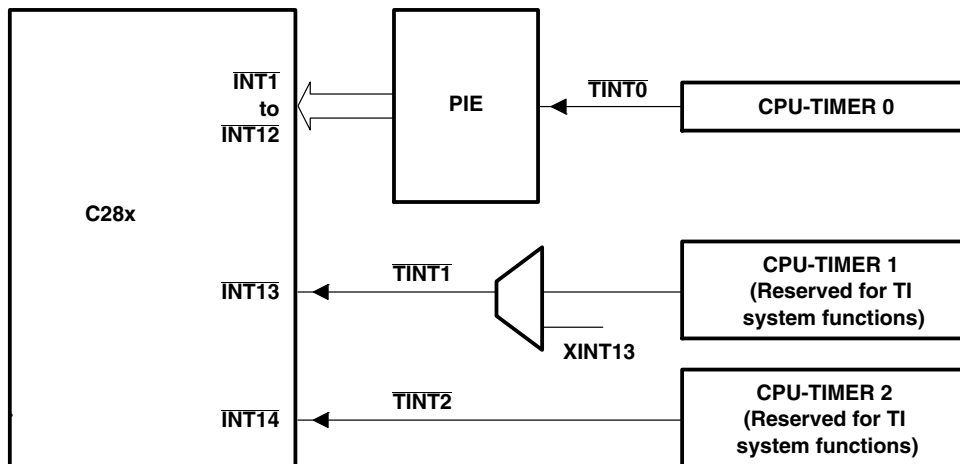 INT1
to
INT12
PIE
TINT0
CPU-TIMER 0
C28x
INT13
TINT1
XINT13
CPU-TIMER 1
(Reserved for TI
system functions)
INT14
TINT2
CPU-TIMER 2
(Reserved for TI
system functions)